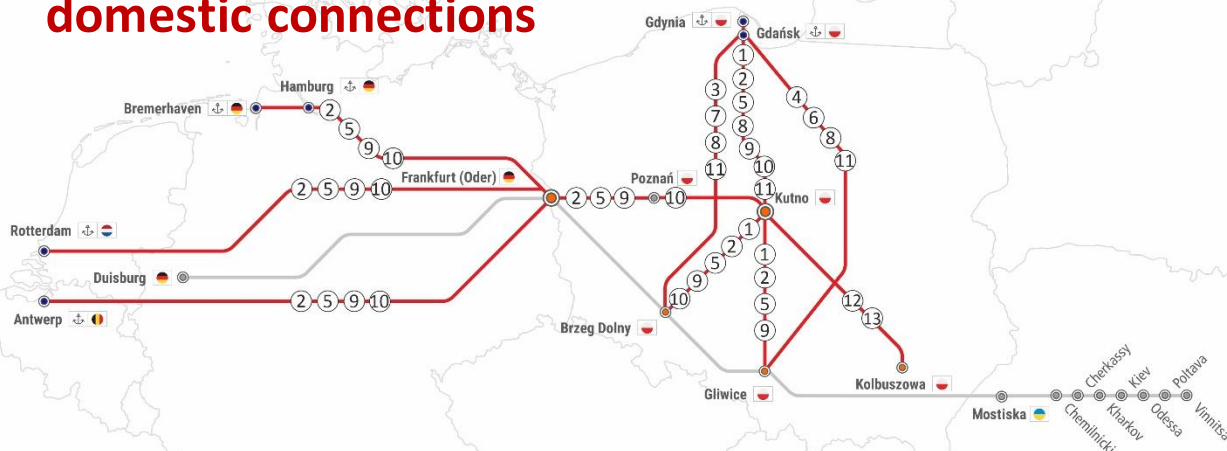 domestic connections
Gdynia
Gdańsk
1
2
5
8
9
10
11
3
7
8
11
4
6
8
11
Hamburg
Bremerhaven
2
5
9
10
Frankfurt (Oder)
2 5 9 10
Poznań
2 5 9 10
Kutno
Rotterdam
Duisburg
1
2
5
9
10
1
2
5
9
12
13
2 5 9 10
Antwerp
Brzeg Dolny
Gliwice
Kolbuszowa
Mostiska
Chemilnicki
Cherkassy
Kharkov
Kiev
Odessa
Poltava
Vinnitsa